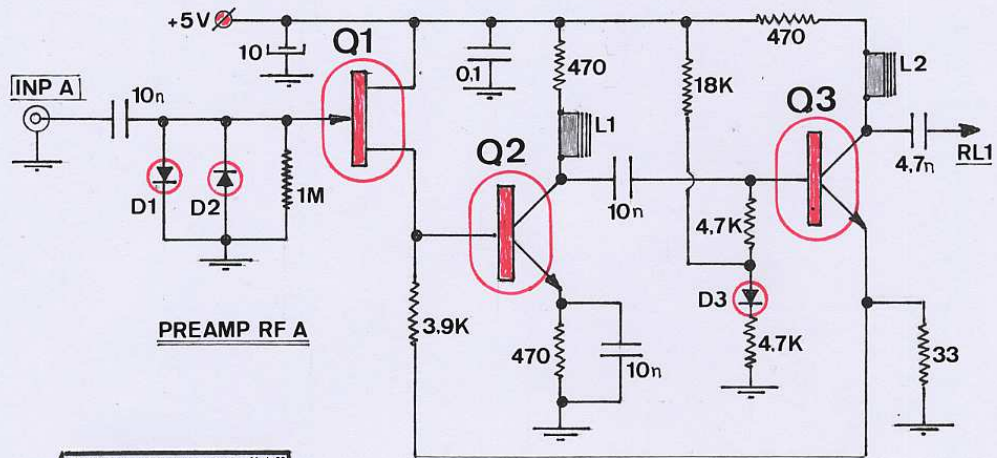 +5V
10
Q1
0.1
470
18K
470
L2
INP A
10n
L1
Q3
Q2
4,7n
RL1
D1
D2
1M
10n
4,7K
D3
PREAMP RF A
3,9K
470
10n
4,7K
33